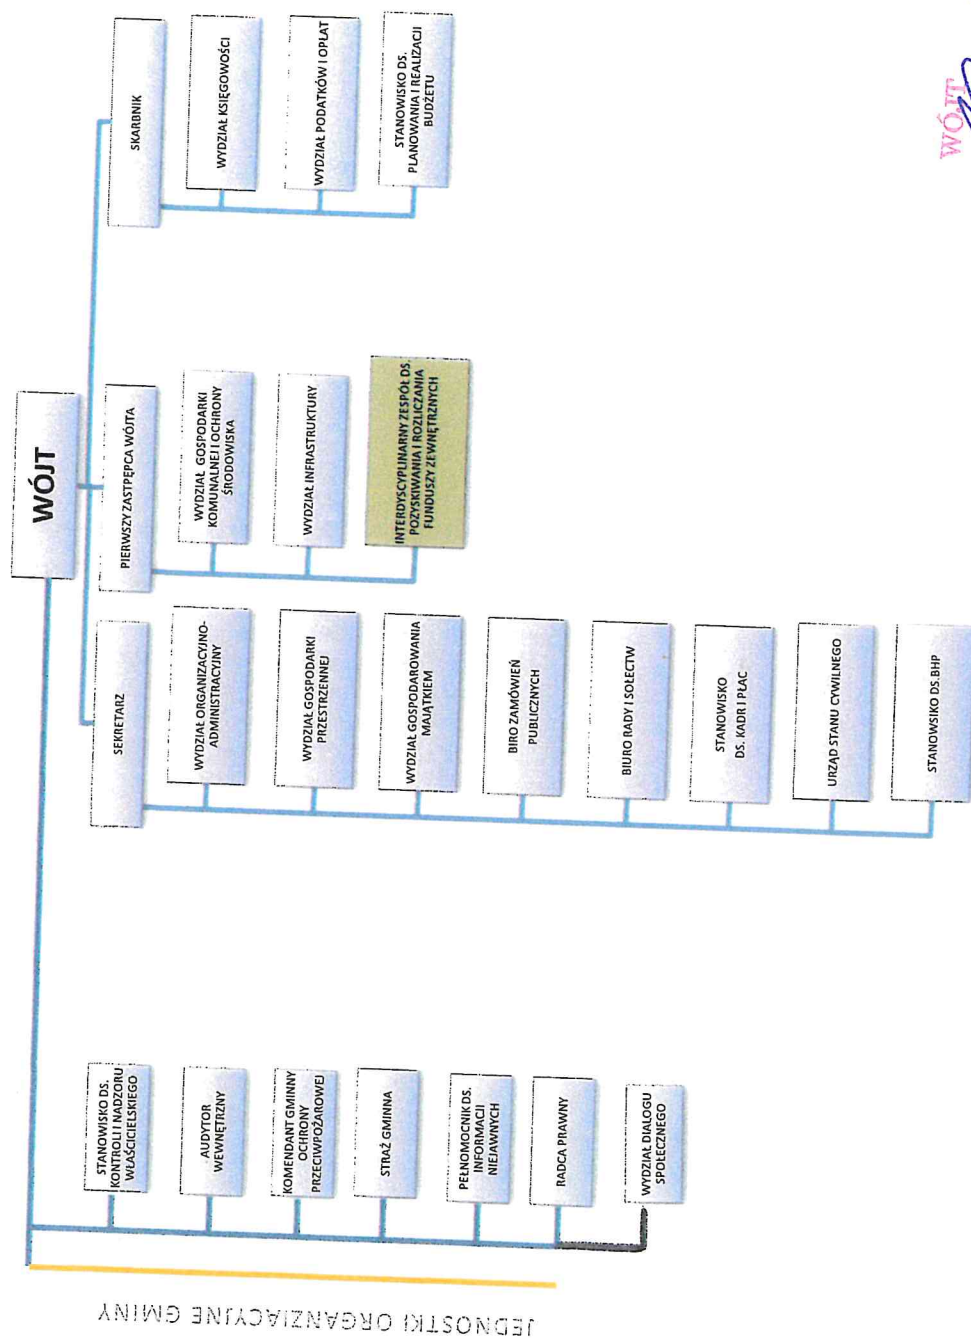 WÓJT
SEKRETARZ
PIERWSZY ZASTĘPCA WÓJTA
SKARBNIK
STANOWISKO DS.
KONTROLI I NADZORU
WŁAŚCICIELSKIEGO
AUDYTOR
WEWNĘTRZNY
KOMENDANT GMINNY
OCHRONY
PRZECIWPOŻAROWEJ
STRAŻ GMINNA
PEŁNOMOCNIK DS.
INFORMACJI
NIEJAWNYCH
RADCA PRAWNY
WYDZIAŁ DIALOGU
SPOŁECZNEGO
WYDZIAŁ ORGANIZACYJNO-
ADMINISTRACYJNY
WYDZIAŁ GOSPODARKI
PRZESTRZENNEJ
WYDZIAŁ GOSPODAROWANIA
MAJĄTKIEM
BIRO ZAMÓWIEŃ
PUBLICZNYCH
BIURO RADY I SOŁECTW
STANOWISKO
DS. KADR I PŁAC
URZĄD STANU CYWILNEGO
STANOWSIKO DS.BHP
WYDZIAŁ GOSPODARKI
KOMUNALNEJ I OCHRONY
ŚRODOWISKA
WYDZIAŁ INFRASTRUKTURY
INTERDYSCYPLINARNY ZESPÓŁ DS.
POZYSKIWANIA I ROZLICZANIA
FUNDUSZY ZEWNĘTRZNYCH
WYDZIAŁ KSIĘGOWOŚCI
WYDZIAŁ PODATKÓW I OPŁAT
STANOWISKO DS.
PLANOWANIA I REALIZACJI
BUDŻETU
JEDNOSTKI ORGANZIACYJNE GMINY
WÓJT